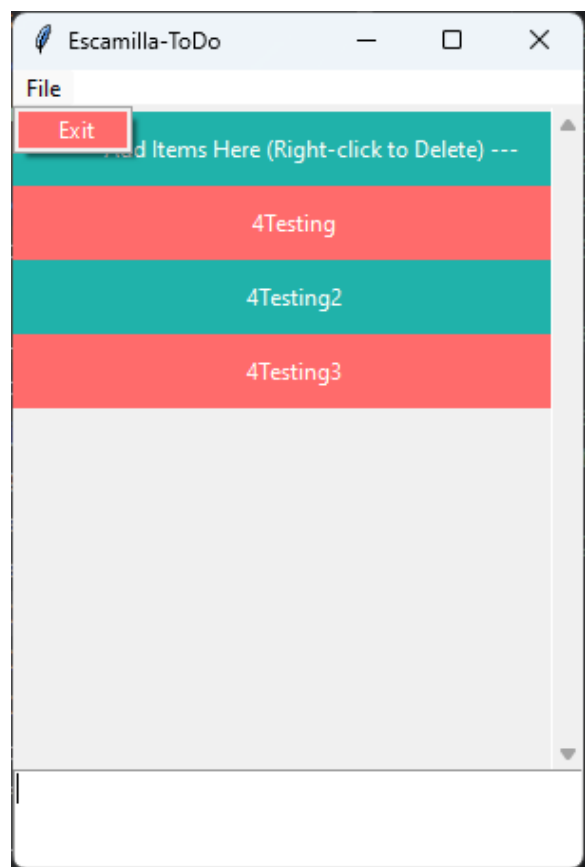 Escamilla-ToDo
File
Exit
Items Here (Right-click to Delete) ---
4Testing
4Testing2
4Testing3